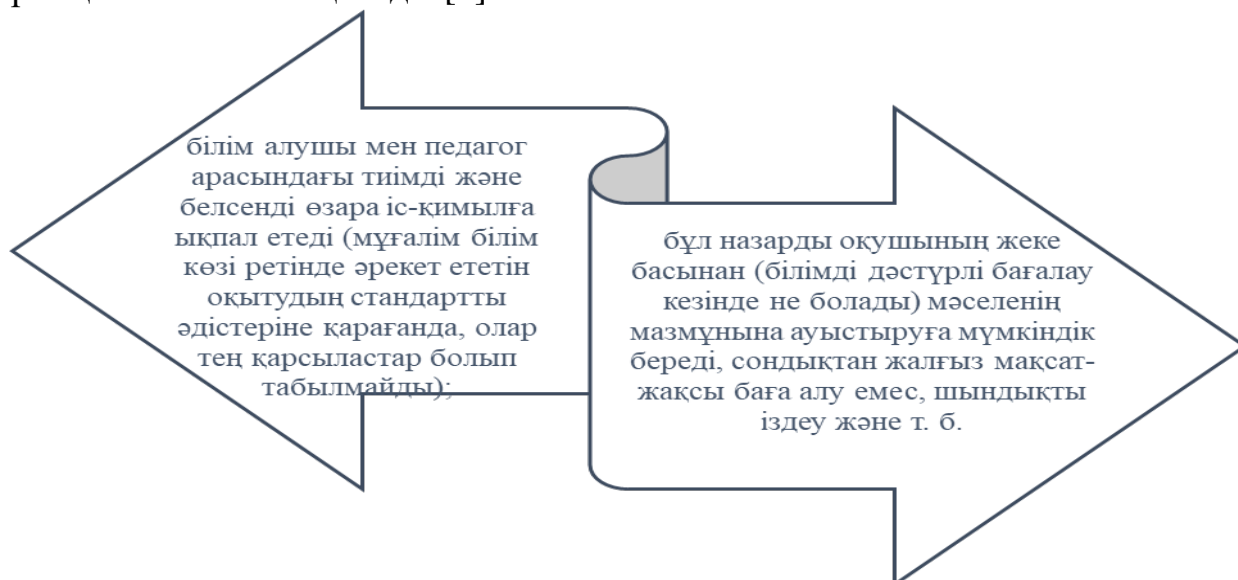 білім алушы мен педагог
арасындағы тиімді және
белсенді өзара іс-қимылға
ықпал етеді (мұғалім білім
көзі ретінде әрекет ететін
оқытудың стандартты
әдістеріне қарағанда, олар
тең қарсыластар болып
табылмайды);
бұл назарды оқушының жеке
басынан (білімді дәстүрлі бағалау
кезінде не болады) мәселенің
мазмұнына ауыстыруға мүмкіндік
береді, сондықтан жалғыз мақсат-
жақсы баға алу емес, шындықты
іздеу және т. б.